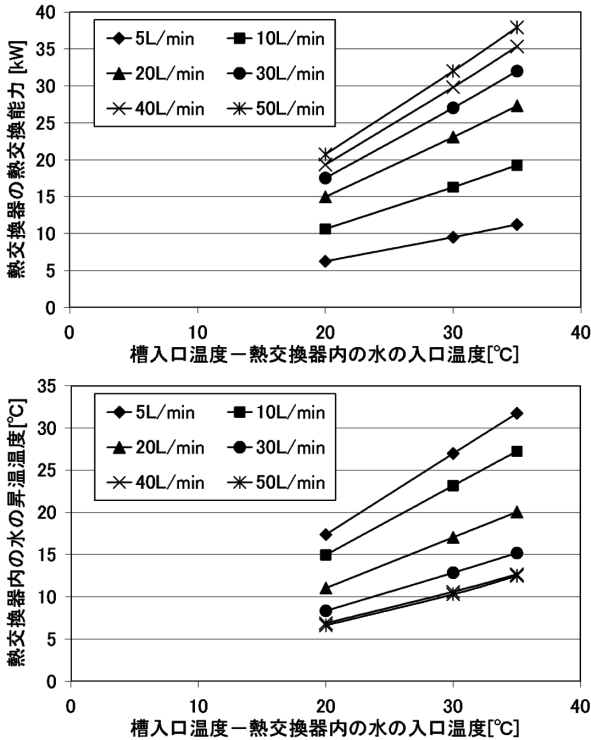 熱交換器の熱交換能力 [kW]
40
35
30
25
20
15
10
5
0
5L/min 10L/min
20L/min 30L/min
40L/min 50L/min
0 10 20 30 40
槽入口温度－熱交換器内の水の入口温度[℃]
熱交換器内の水の昇温温度[℃]
35
30
25
20
15
10
5
0
5L/min 10L/min
20L/min 30L/min
40L/min 50L/min
0 10 20 30 40
槽入口温度－熱交換器内の水の入口温度[℃]